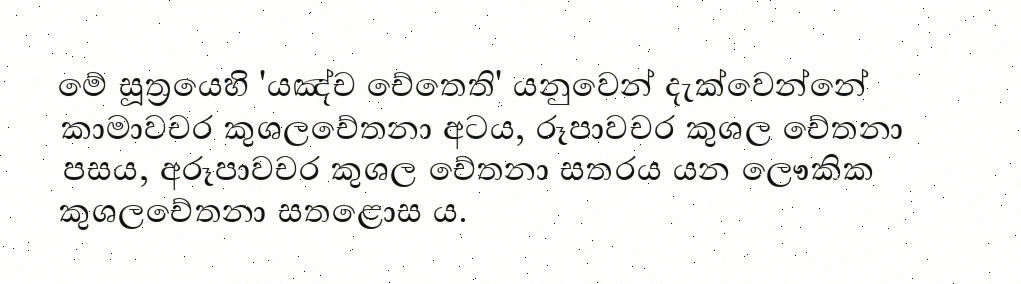 මේ සූත්‍රයෙහි 'යඤ්ච චේතෙති' යනුවෙන් දැක්වෙන්නේ
කාමාවචර කුශලචේතනා අටය, රූපාවචර කුශල චේතනා
පසය, අරූපාවචර කුශල චේතනා සතරය යන ලෞකික
කුශලචේතනා සතළොස ය.